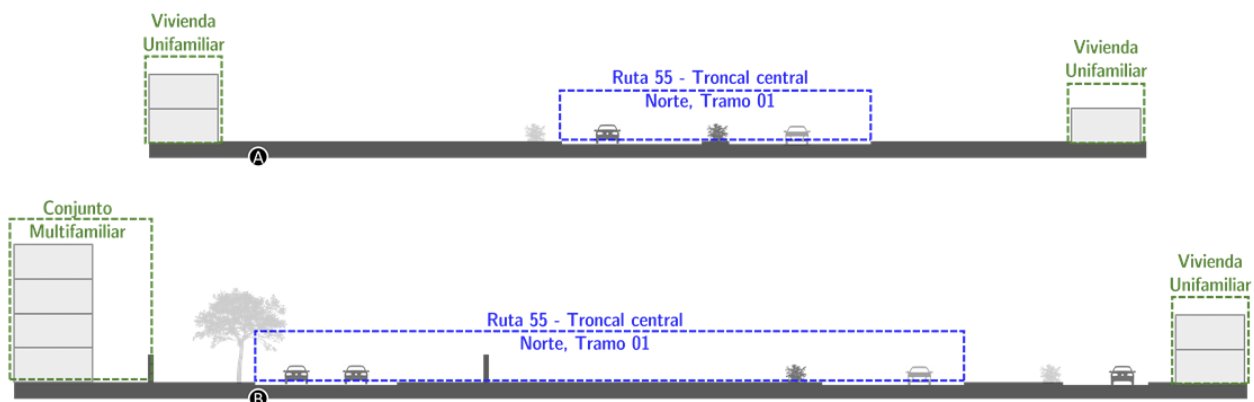 Vivienda
Unifamiliar
Ruta 55 - Troncal central
Norte, Tramo 01
Vivienda
Unifamiliar
A
Conjunto
Multifamiliar
Ruta 55 - Troncal central
Norte, Tramo 01
Vivienda
Unifamiliar
B